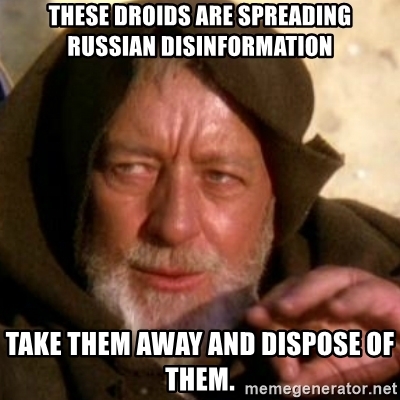 THESE DROIDS ARE SPREADING
RUSSIAN DISINFORMATION
TAKE THEM AWAY AND DISPOSE OF
THEM.
memegenerator.net